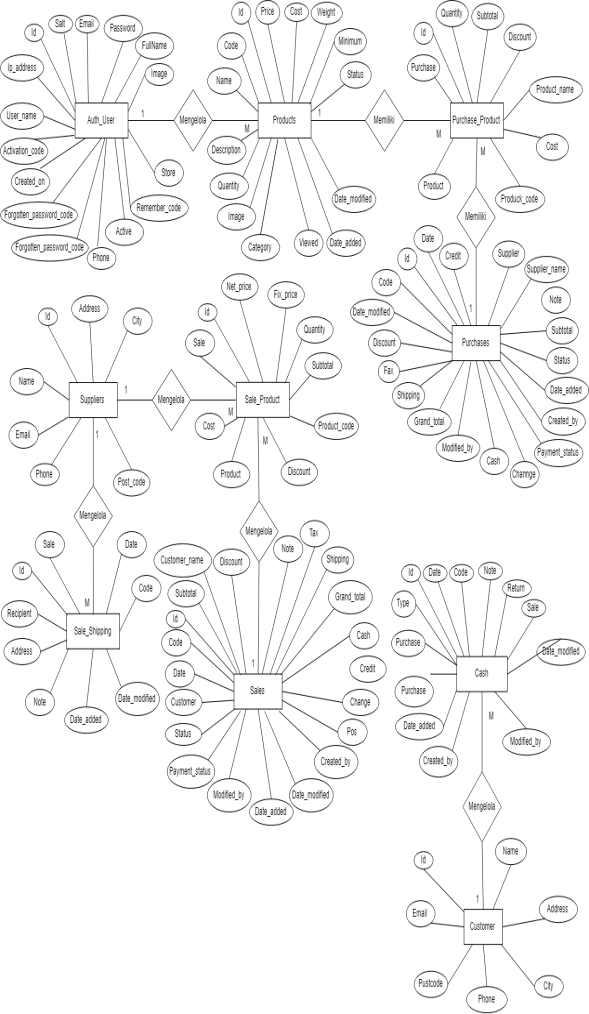 Id
Salt
Email
Password
FullName
Image
Ip_address
User_name
Activation_code
Created_on
Forgotten_password_code
Forgotten_password_code
Phone
Active
Remember_code
Store
Auth_User
1
Mengelola
M
Id
Price
Cost
Weight
Code
Minimum
Name
Status
Products
Description
Quantity
Image
Category
Viewed
Date_added
Date_modified
1
Memiliki
M
Quantity
Subtotal
Id
Discount
Purchase
Product_name
Purchase_Product
Cost
Product
Produck_code
M
Memiliki
1
Date
Credit
Supplier
Id
Supplier_name
Code
Note
Date_modified
Subtotal
Discount
Purchases
Status
Fax
Date_added
Shipping
Created_by
Grand_total
Modified_by
Cash
Channge
Payment_status
Id
Address
City
Name
Suppliers
Email
Phone
Post_code
1
Mengelola
M
Net_price
Fix_price
Id
Quantity
Sale
Subtotal
Sale_Product
Cost
Product_code
Product
Discount
1
Mengelola
M
M
Mengelola
1
Sale
Date
Id
Code
Recipient
Sale_Shipping
Address
Note
Date_added
Date_modified
Customer_name
Discount
Note
Tax
Shipping
Subtotal
Grand_total
Id
Code
Cash
Date
Credit
Sales
Customer
Change
Status
Pos
Payment_status
Created_by
Modified_by
Date_added
Date_modified
Id
Date
Code
Note
Return
Type
Sale
Purchase
Date_modified
Cash
Purchase
Date_added
Created_by
Modified_by
M
Mengelola
1
Id
Name
Email
Address
Customer
Pustcode
Phone
City